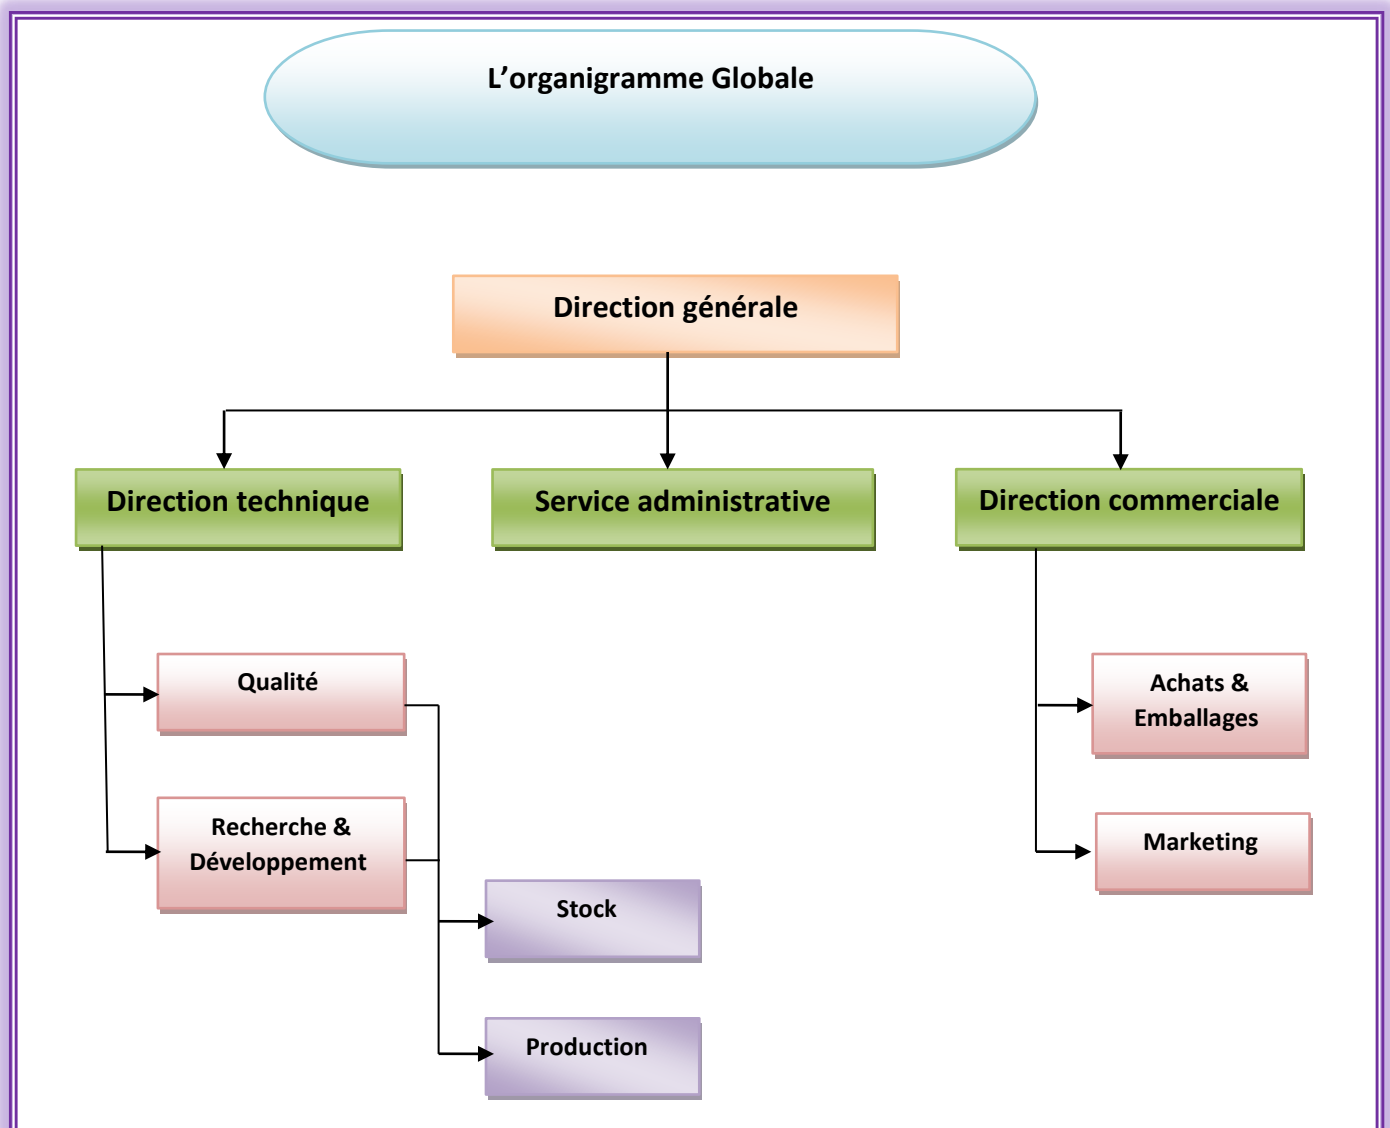 L'organigramme Globale
Direction générale
Direction technique
Service administrative
Direction commerciale
Qualité
Achats &
Emballages
Recherche &
Développement
Marketing
Stock
Production